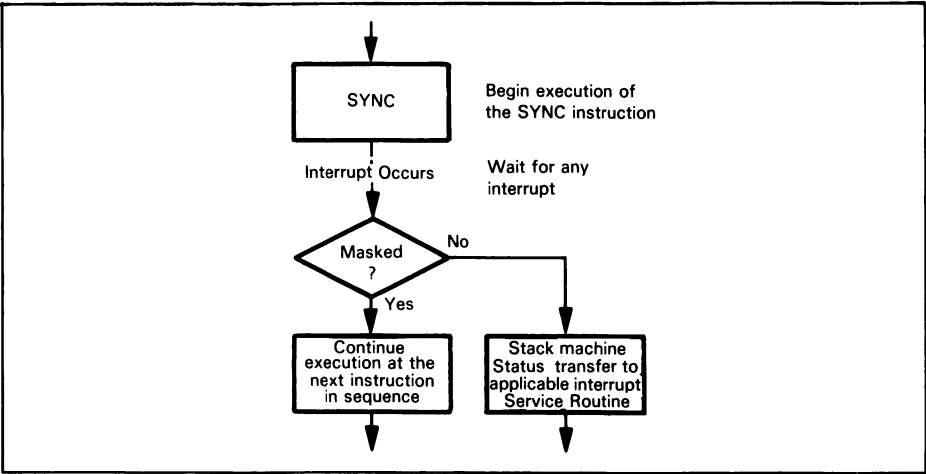 SYNC
Begin execution of
the SYNC instruction
Interrupt Occurs
Wait for any
interrupt
Masked
?
No
Yes
Continue
execution at the
next instruction
in sequence
Stack machine
Status transfer to
applicable interrupt
Service Routine